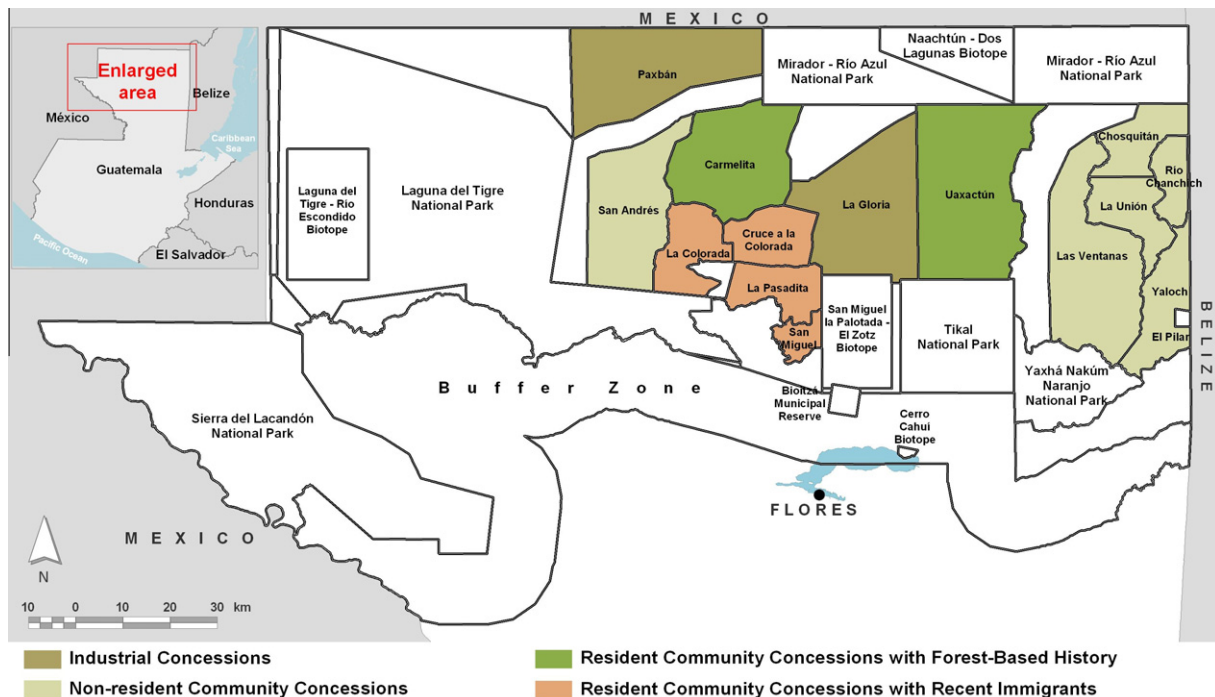 MEXICO
Enlarged
area
México
Belize
Caribbean
Sea
Guatemala
Honduras
Pacific Ocean
El Salvador
Paxbán
Mirador - Río Azul
National Park
Naachtún - Dos
Lagunas Biotope
Mirador - Río Azul
National Park
Laguna del
Tigre - Río
Escondido
Biotope
Laguna del Tigre
National Park
San Andrés
Carmelita
La Gloria
Uaxactún
Chosquitán
Río
Chanchich
La Unión
Las Ventanas
La Colorada
Cruce a la
Colorada
La Pasadita
Yaloch
San
Miguel
San Miguel
la Palotada -
El Zotz
Biotope
Tikal
National Park
El Pilar
BELIZE
Buffer Zone
Yaxhá Nakúm
Naranjo
National Park
Bioitzá
Municipal
Reserve
Sierra del Lacandón
National Park
Cerro
Cahui
Biotope
FLORES
MEXICO
N
10 0 10 20 30 km
Industrial Concessions
Resident Community Concessions with Forest-Based History
Non-resident Community Concessions
Resident Community Concessions with Recent Immigrants